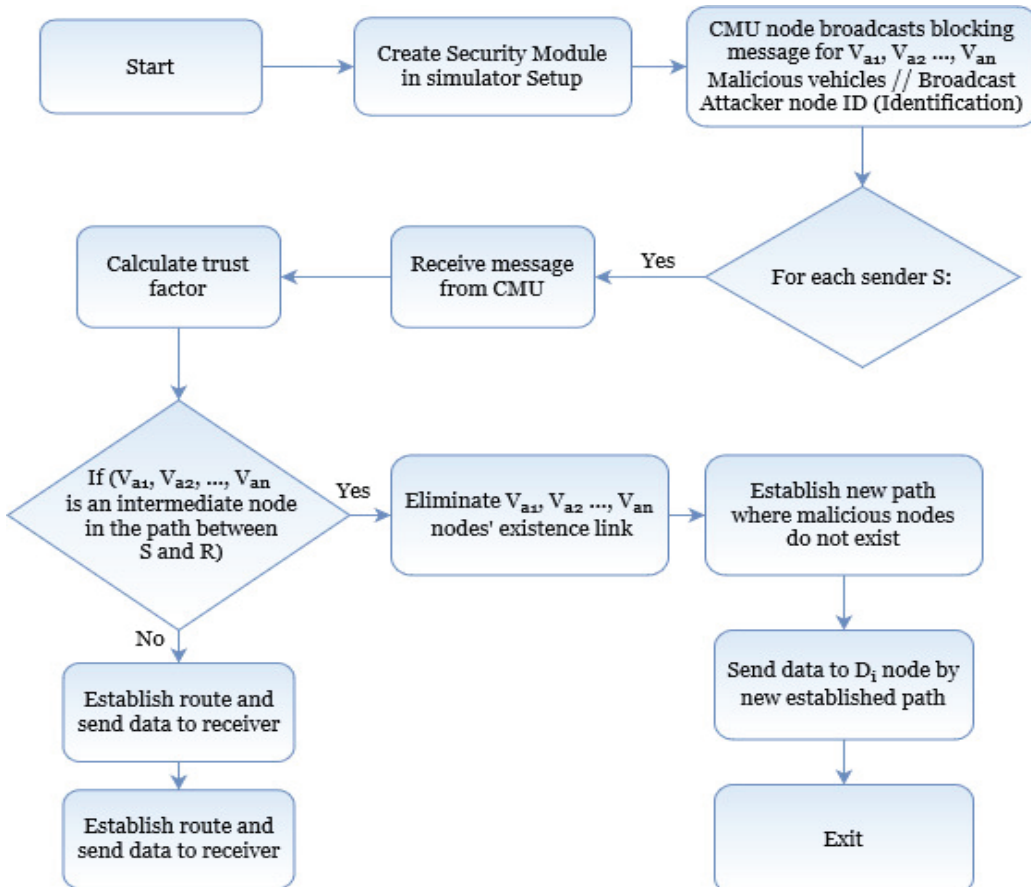 Start
Create Security Module
in simulator Setup
CMU node broadcasts blocking
message for Va1, Va2 ..., Van
Malicious vehicles // Broadcast
Attacker node ID (Identification)
For each sender S:
Yes
Receive message
from CMU
Calculate trust
factor
If (Va1, Va2, ..., Van
is an intermediate node
in the path between
S and R)
Yes
Eliminate Va1, Va2 ..., Van
nodes' existence link
Establish new path
where malicious nodes
do not exist
No
Establish route and
send data to receiver
Establish route and
send data to receiver
Send data to Di node by
new established path
Exit